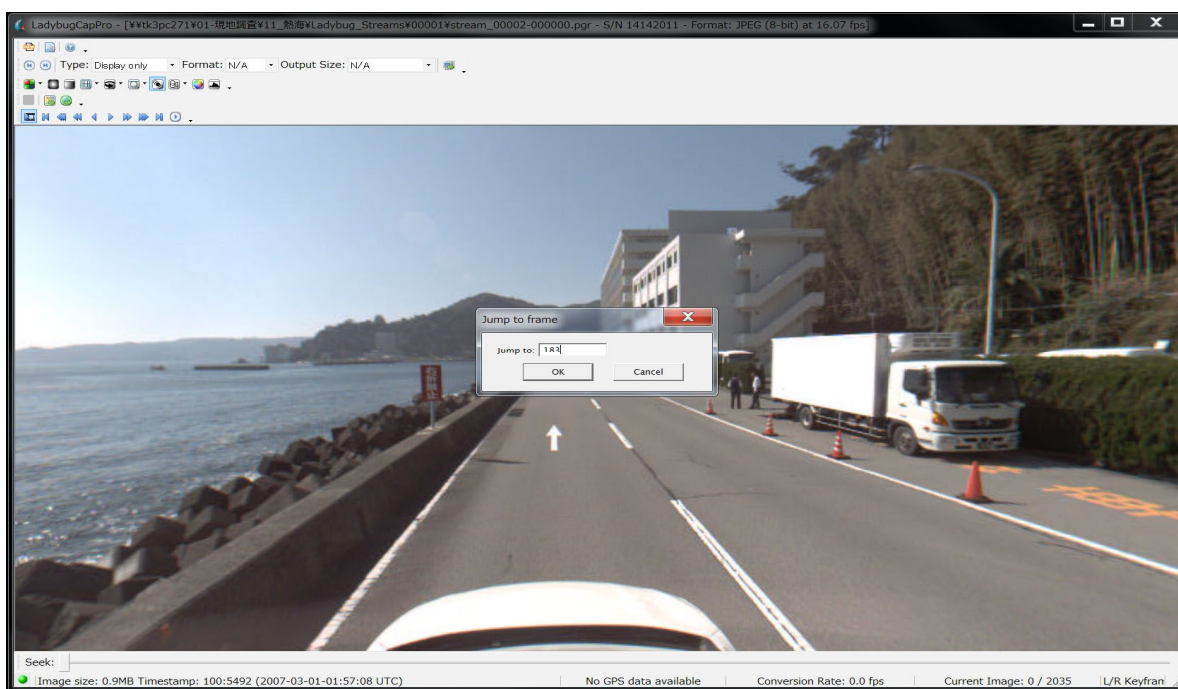 LadybugCapPro - [¥¥tk3pc271¥01-現地調査¥11_熱海¥Ladybug_Streams¥00001¥stream_00002-000000.pgr - S/N 14142011 - Format: JPEG (8-bit) at 16.07 fps]
Type: Display only Format: N/A Output Size: N/A
Jump to frame
Jump to: 183
OK Cancel
Seek:
Image size: 0.9MB Timestamp: 100:5492 (2007-03-01-01:57:08 UTC) No GPS data available Conversion Rate: 0.0 fps Current Image: 0 / 2035 L/R Keyfran